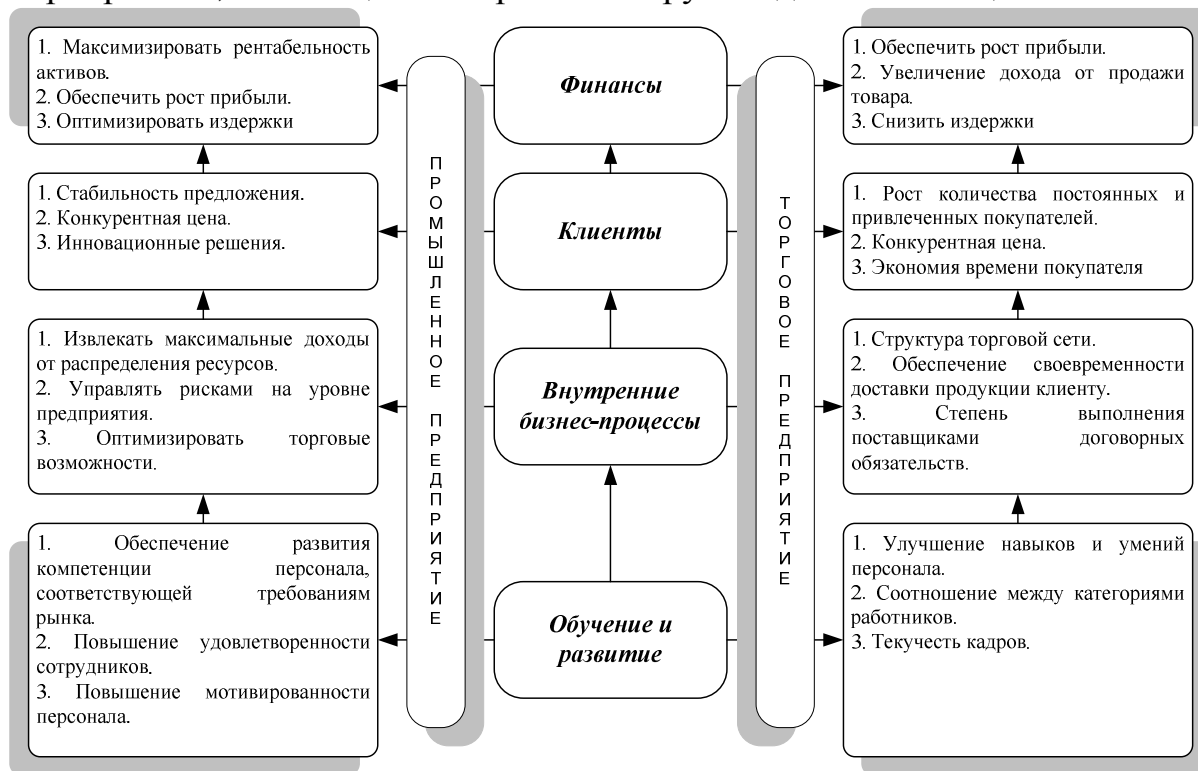 1. Максимизировать рентабельность
активов.
2. Обеспечить рост прибыли.
3. Оптимизировать издержки
1. Стабильность предложения.
2. Конкурентная цена.
3. Инновационные решения.
1. Извлекать максимальные доходы
от распределения ресурсов.
2. Управлять рисками на уровне
предприятия.
3. Оптимизировать торговые
возможности.
1. Обеспечение развития
компетенции персонала,
соответствующей требованиям
рынка.
2. Повышение удовлетворенности
сотрудников.
3. Повышение мотивированности
персонала.
ПРОМЫШЛЕННОЕ ПРЕДПРИЯТИЕ
Финансы
Клиенты
Внутренние
бизнес-процессы
Обучение и
развитие
ТОРГОВОЕ ПРЕДПРИЯТИЕ
1. Обеспечить рост прибыли.
2. Увеличение дохода от продажи
товара.
3. Снизить издержки
1. Рост количества постоянных и
привлеченных покупателей.
2. Конкурентная цена.
3. Экономия времени покупателя
1. Структура торговой сети.
2. Обеспечение своевременности
доставки продукции клиенту.
3. Степень выполнения
поставщиками договорных
обязательств.
1. Улучшение навыков и умений
персонала.
2. Соотношение между категориями
работников.
3. Текучесть кадров.